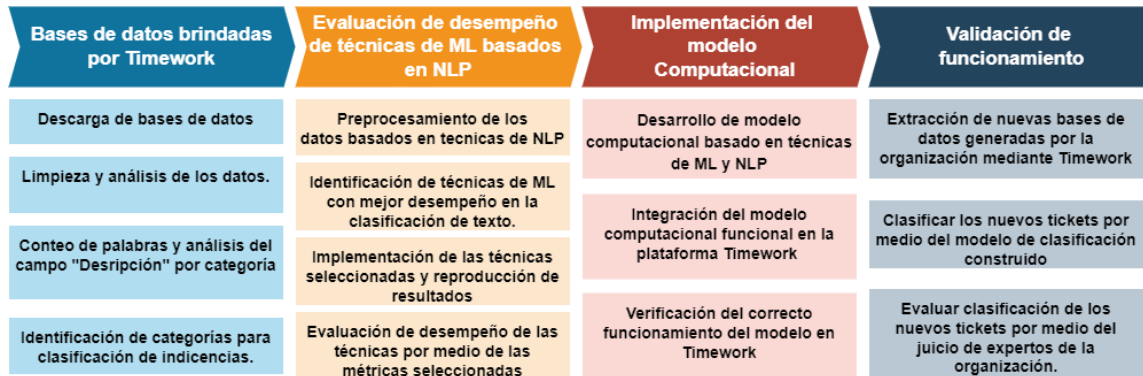 Bases de datos brindadas
por Timework
Descarga de bases de datos
Limpieza y análisis de los datos.
Conteo de palabras y análisis del
campo "Desripción" por categoría
Identificación de categorías para
clasificación de indicencias.
Evaluación de desempeño
de técnicas de ML basados
en NLP
Preprocesamiento de los
datos basados en tecnicas de NLP
Identificación de técnicas de ML
con mejor desempeño en la
clasificación de texto.
Implementación de las técnicas
seleccionadas y reproducción de
resultados
Evaluación de desempeño de las
técnicas por medio de las
métricas seleccionadas
Implementación del
modelo
Computacional
Desarrollo de modelo
computacional basado en técnicas
de ML y NLP
Integración del modelo
computacional funcional en la
plataforma Timework
Verificación del correcto
funcionamiento del modelo en
Timework
Validación de
funcionamiento
Extracción de nuevas bases de
datos generadas por la
organización mediante Timework
Clasificar los nuevos tickets por
medio del modelo de clasificación
construido
Evaluar clasificación de los
nuevos tickets por medio del
juicio de expertos de la
organización.